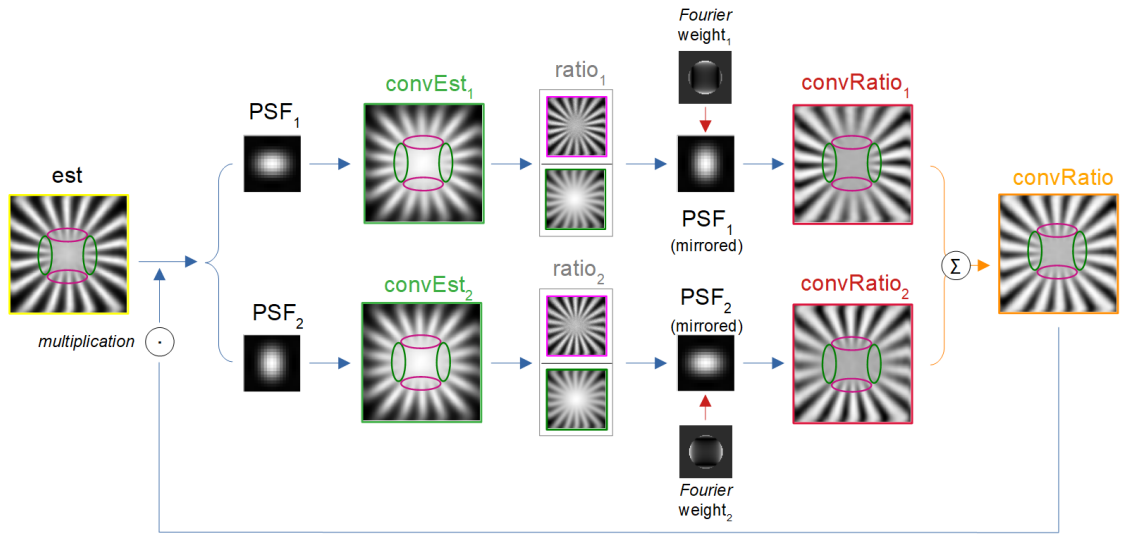 Fourier
weight₁
ratio₁
convEst₁
convRatio₁
PSF₁
est
convRatio
PSF₁
(mirrored)
Σ
ratio₂
convEst₂
PSF₂
(mirrored)
convRatio₂
PSF₂
multiplication ·
Fourier
weight₂